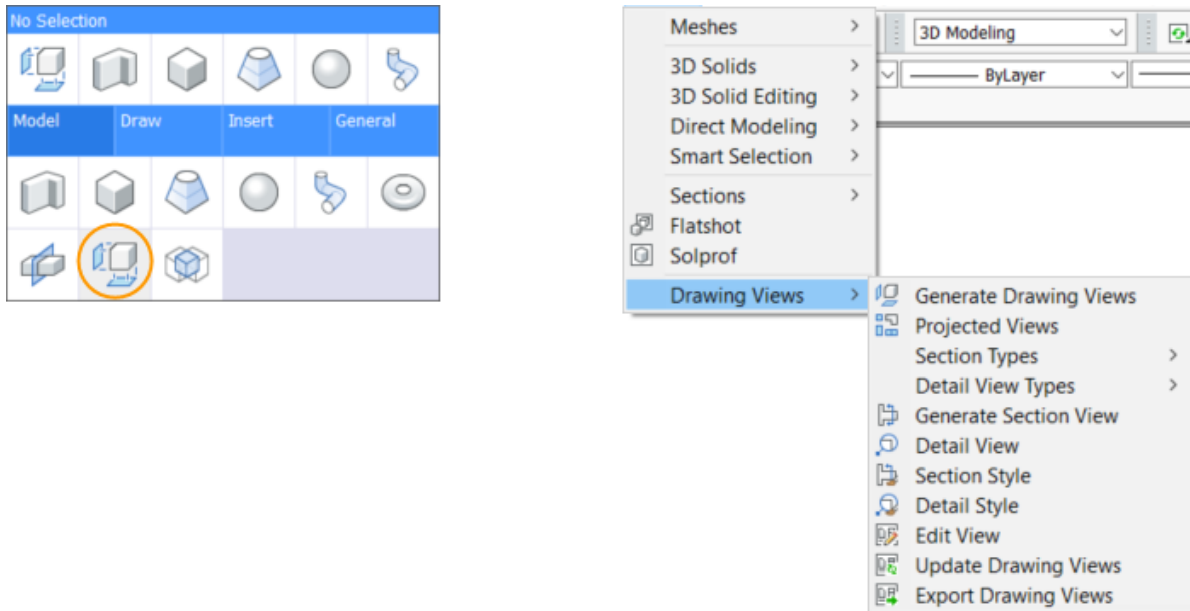 No Selection
Model Draw Insert General
Meshes
3D Modeling
3D Solids
ByLayer
3D Solid Editing
Direct Modeling
Smart Selection
Sections
Flatshot
Solprof
Drawing Views
Generate Drawing Views
Projected Views
Section Types
Detail View Types
Generate Section View
Detail View
Section Style
Detail Style
Edit View
Update Drawing Views
Export Drawing Views